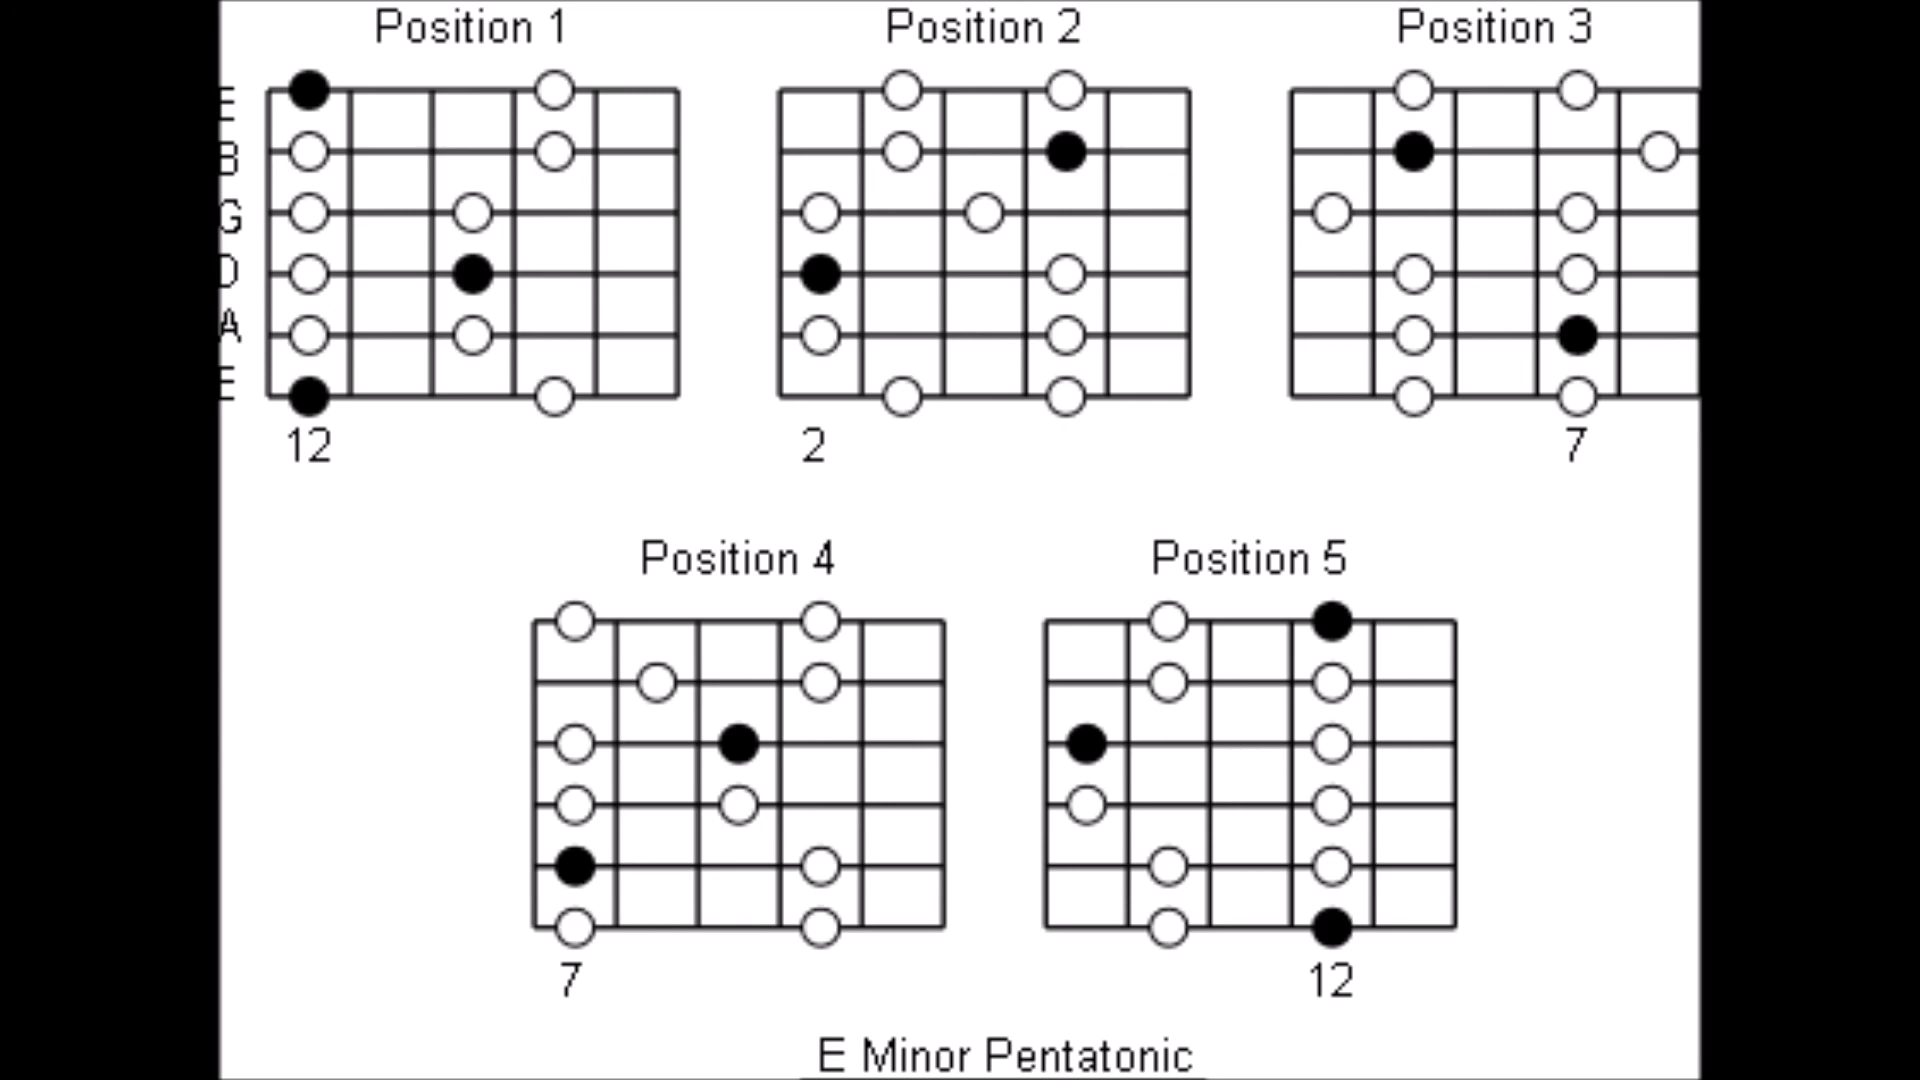 Position 1
Position 2
Position 3
E
B
G
D
A
E
12
2
7
Position 4
Position 5
7
12
E Minor Pentatonic